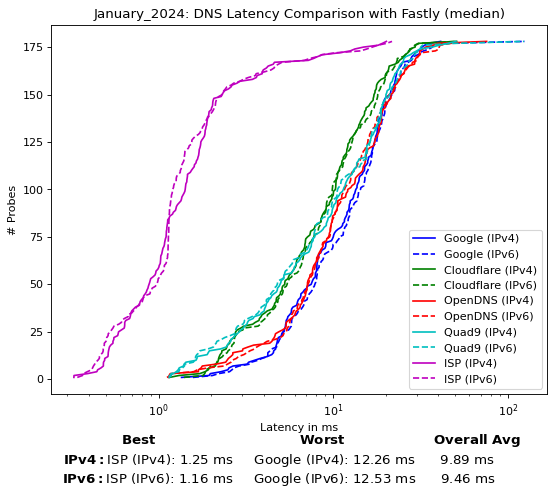 January_2024: DNS Latency Comparison with Fastly (median)
# Probes
175
150
125
100
75
50
25
0
Google (IPv4)
Google (IPv6)
Cloudflare (IPv4)
Cloudflare (IPv6)
OpenDNS (IPv4)
OpenDNS (IPv6)
Quad9 (IPv4)
Quad9 (IPv6)
ISP (IPv4)
ISP (IPv6)
10⁰ 10¹ 10²
Latency in ms
Best Worst Overall Avg
IPv4: ISP (IPv4): 1.25 ms Google (IPv4): 12.26 ms 9.89 ms
IPv6: ISP (IPv6): 1.16 ms Google (IPv6): 12.53 ms 9.46 ms